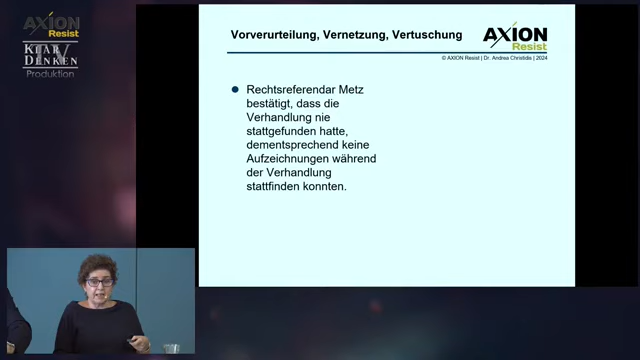 AXION
Resist
KLAR
DENKEN
TV
Produktion
Vorverurteilung, Vernetzung, Vertuschung
AXION
Resist
© AXION Resist | Dr. Andrea Christidis | 2024
Rechtsreferendar Metz
bestätigt, dass die
Verhandlung nie
stattgefunden hatte,
dementsprechend keine
Aufzeichnungen während
der Verhandlung
stattfinden konnten.